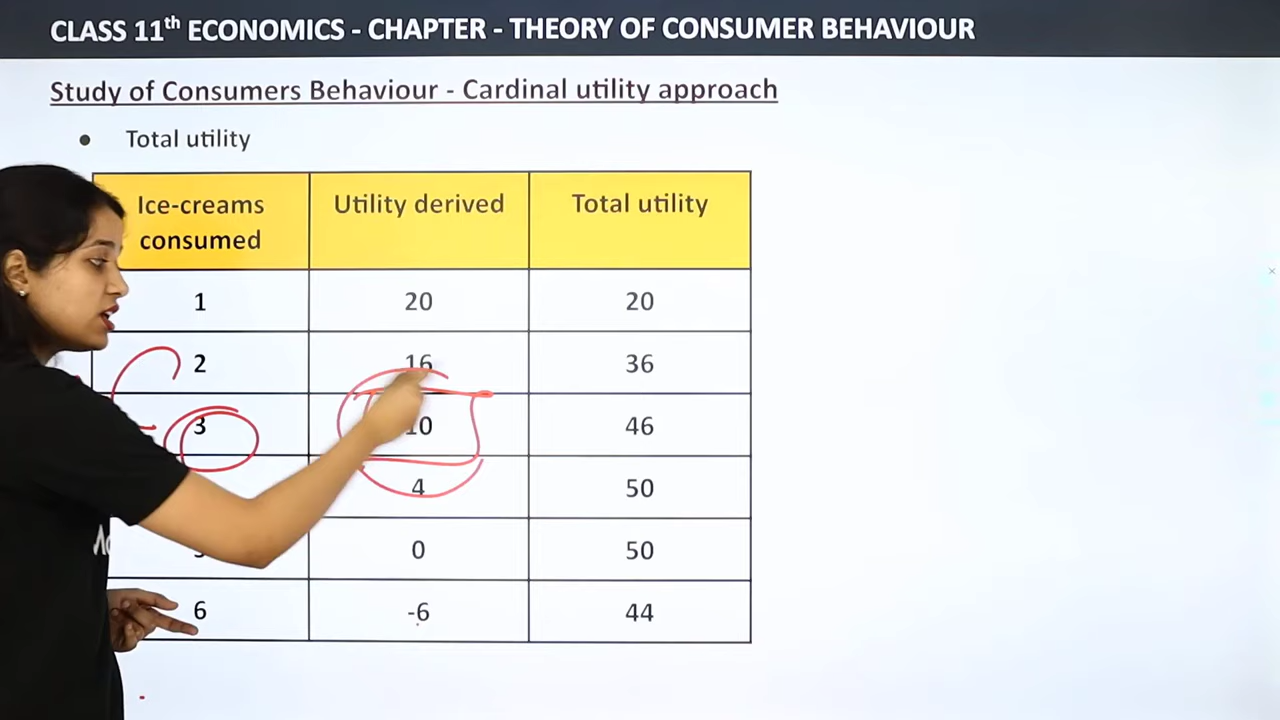 CLASS 11th ECONOMICS - CHAPTER - THEORY OF CONSUMER BEHAVIOUR
Study of Consumers Behaviour - Cardinal utility approach
● Total utility
Ice-creams consumed Utility derived Total utility
1 20 20
2 16 36
3 10 46
4 50
0 50
6 -6 44